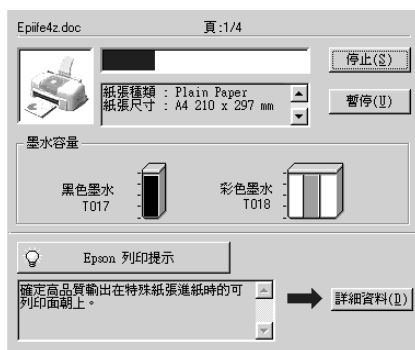 Epiife4z.doc 頁:1/4
停止(S)
紙張種類 : Plain Paper
紙張尺寸 : A4 210 x 297 mm
暫停(U)
墨水容量
黑色墨水
T017
彩色墨水
T018
Epson 列印提示
確定高品質輸出在特殊紙張進紙時的可
列印面朝上。
詳細資料(D)